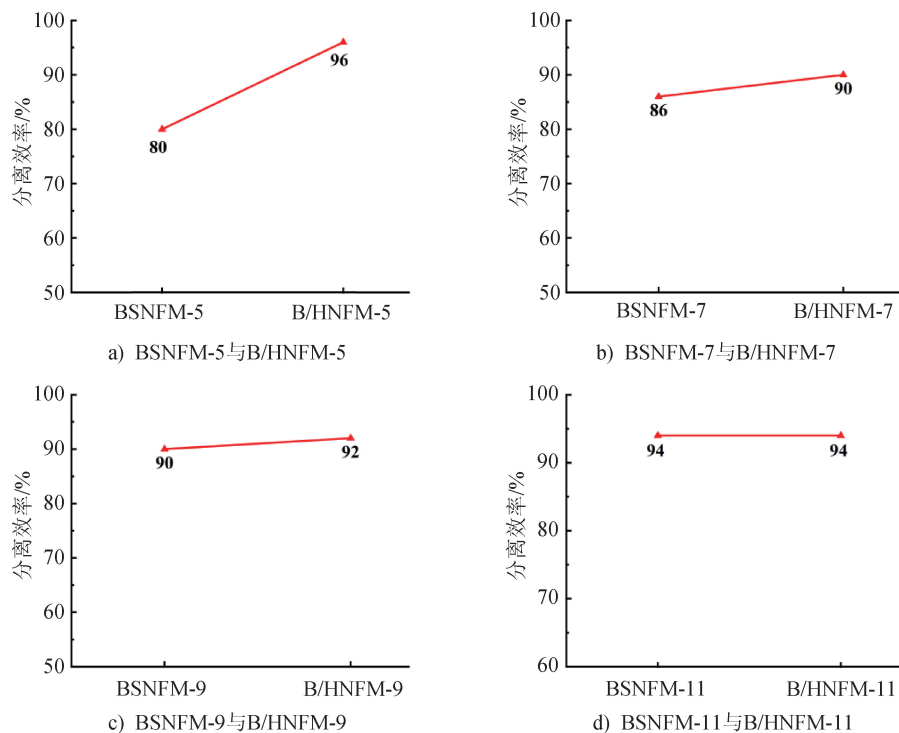 100
90
80
70
60
50
分离效率/%
80
96
BSNFM-5
B/HNFM-5
a) BSNFM-5与B/HNFM-5
100
90
80
70
60
50
分离效率/%
86
90
BSNFM-7
B/HNFM-7
b) BSNFM-7与B/HNFM-7
100
90
80
70
60
50
分离效率/%
90
92
BSNFM-9
B/HNFM-9
c) BSNFM-9与B/HNFM-9
100
90
80
70
60
分离效率/%
94
94
BSNFM-11
B/HNFM-11
d) BSNFM-11与B/HNFM-11